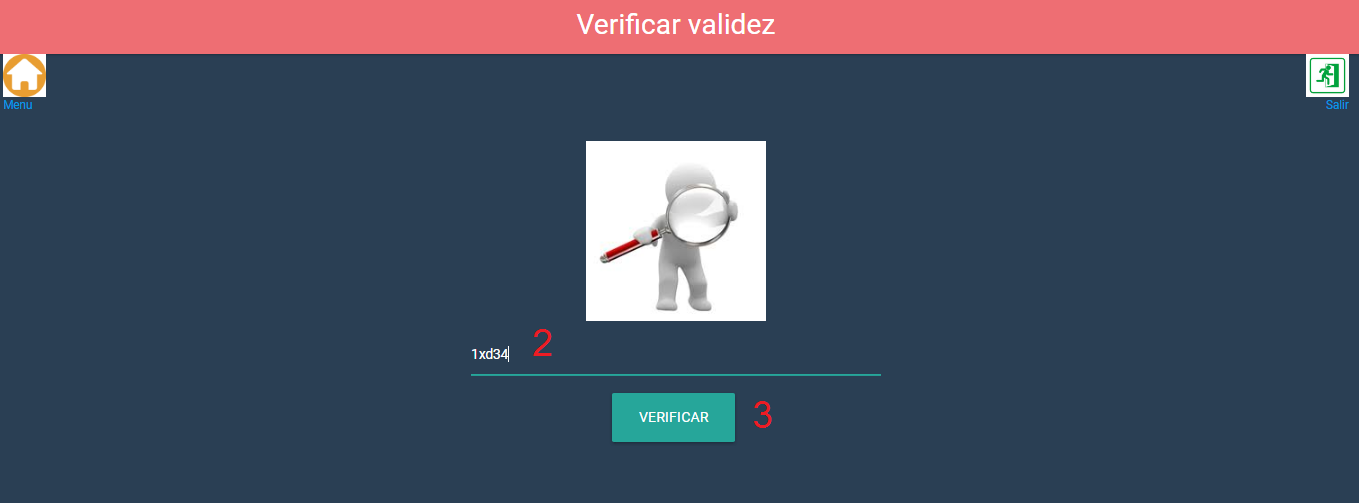 Verificar validez
Menu
Salir
1xd34
2
VERIFICAR
3